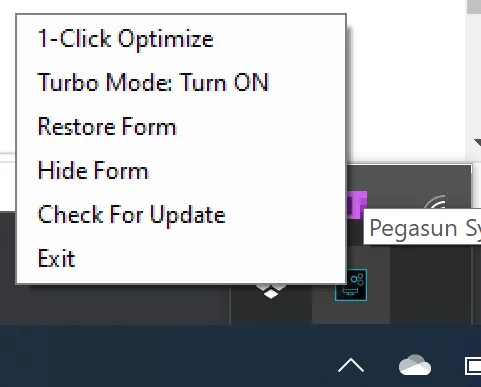 1-Click Optimize
Turbo Mode: Turn ON
Restore Form
Hide Form
Check For Update
Exit
Pegasun Sy